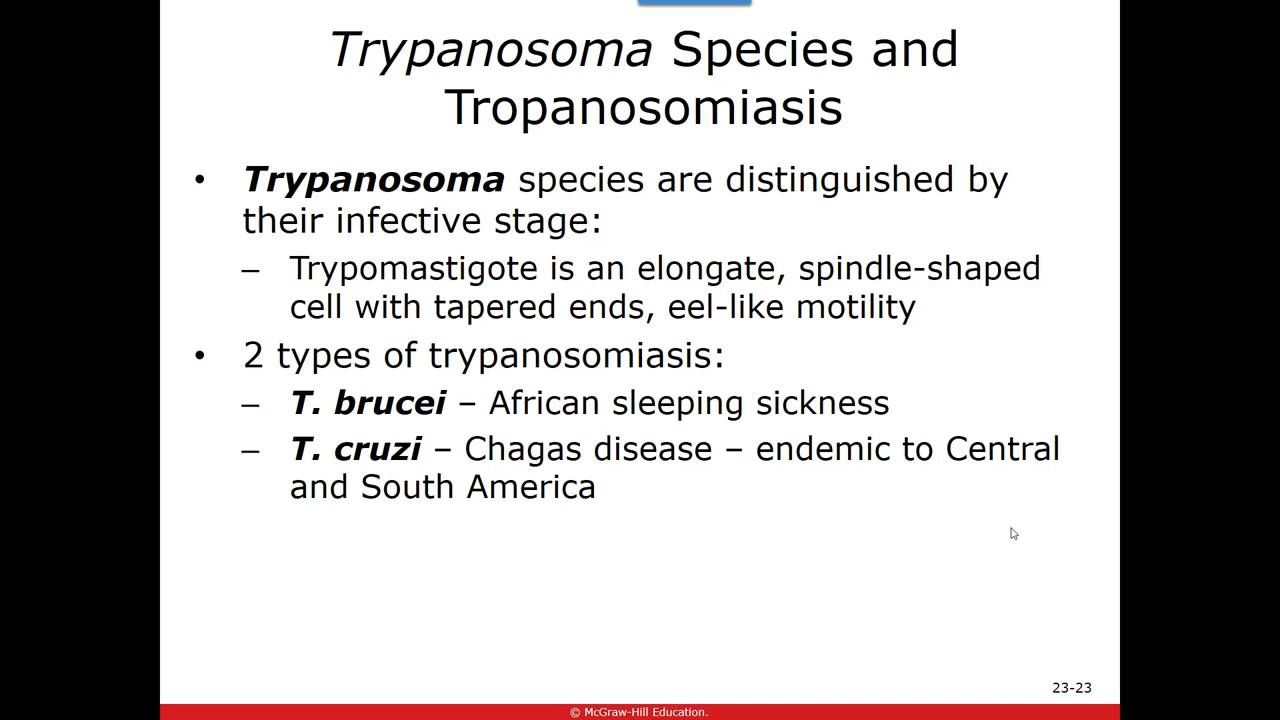 Trypanosoma Species and
Tropanosomiasis
• Trypanosoma species are distinguished by
their infective stage:
– Trypomastigote is an elongate, spindle-shaped
cell with tapered ends, eel-like motility
• 2 types of trypanosomiasis:
– T. brucei – African sleeping sickness
– T. cruzi – Chagas disease – endemic to Central
and South America
23-23
© McGraw-Hill Education.